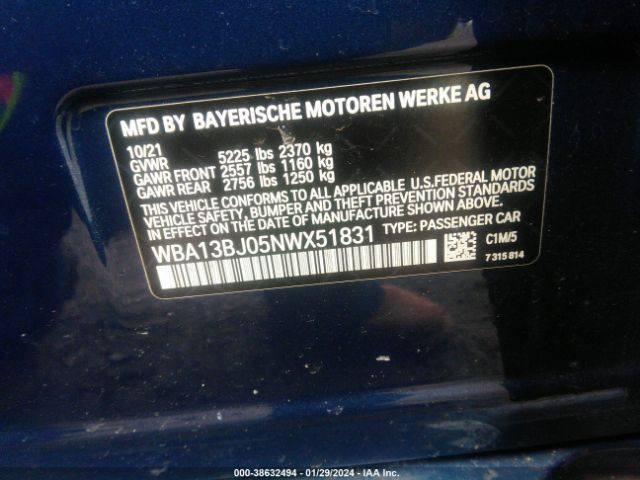 MFD BY BAYERISCHE MOTOREN WERKE AG
10/21
GVWR 5225 lbs 2370 kg
GAWR FRONT 2557 lbs 1160 kg
GAWR REAR 2756 lbs 1250 kg
THIS VEHICLE CONFORMS TO ALL APPLICABLE U.S. FEDERAL MOTOR
VEHICLE SAFETY, BUMPER, AND THEFT PREVENTION STANDARDS
IN EFFECT ON THE DATE OF MANUFACTURE SHOWN ABOVE.
WBA13BJ05NWX51831 TYPE: PASSENGER CAR
C1M/5
7 315 814
000-38632494 - 01/29/2024 - IAA Inc.